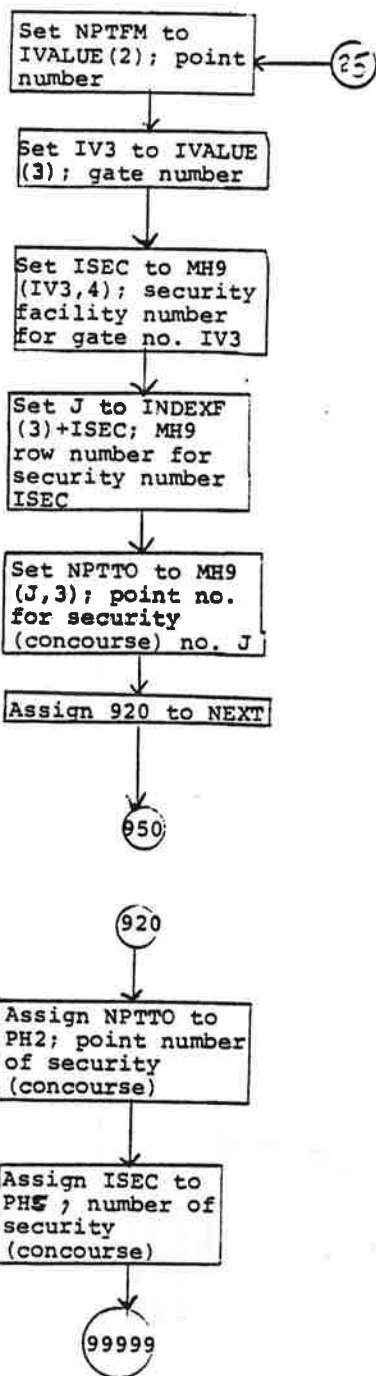 Set NPTFM to
IVALUE(2); point
number
25
Set IV3 to IVALUE
(3); gate number
Set ISEC to MH9
(IV3,4); security
facility number
for gate no. IV3
Set J to INDEXF
(3)+ISEC; MH9
row number for
security number
ISEC
Set NPTTO to MH9
(J,3); point no.
for security
(concourse) no. J
Assign 920 to NEXT
950
920
Assign NPTTO to
PH2; point number
of security
(concourse)
Assign ISEC to
PH5 ; number of
security
(concourse)
99999